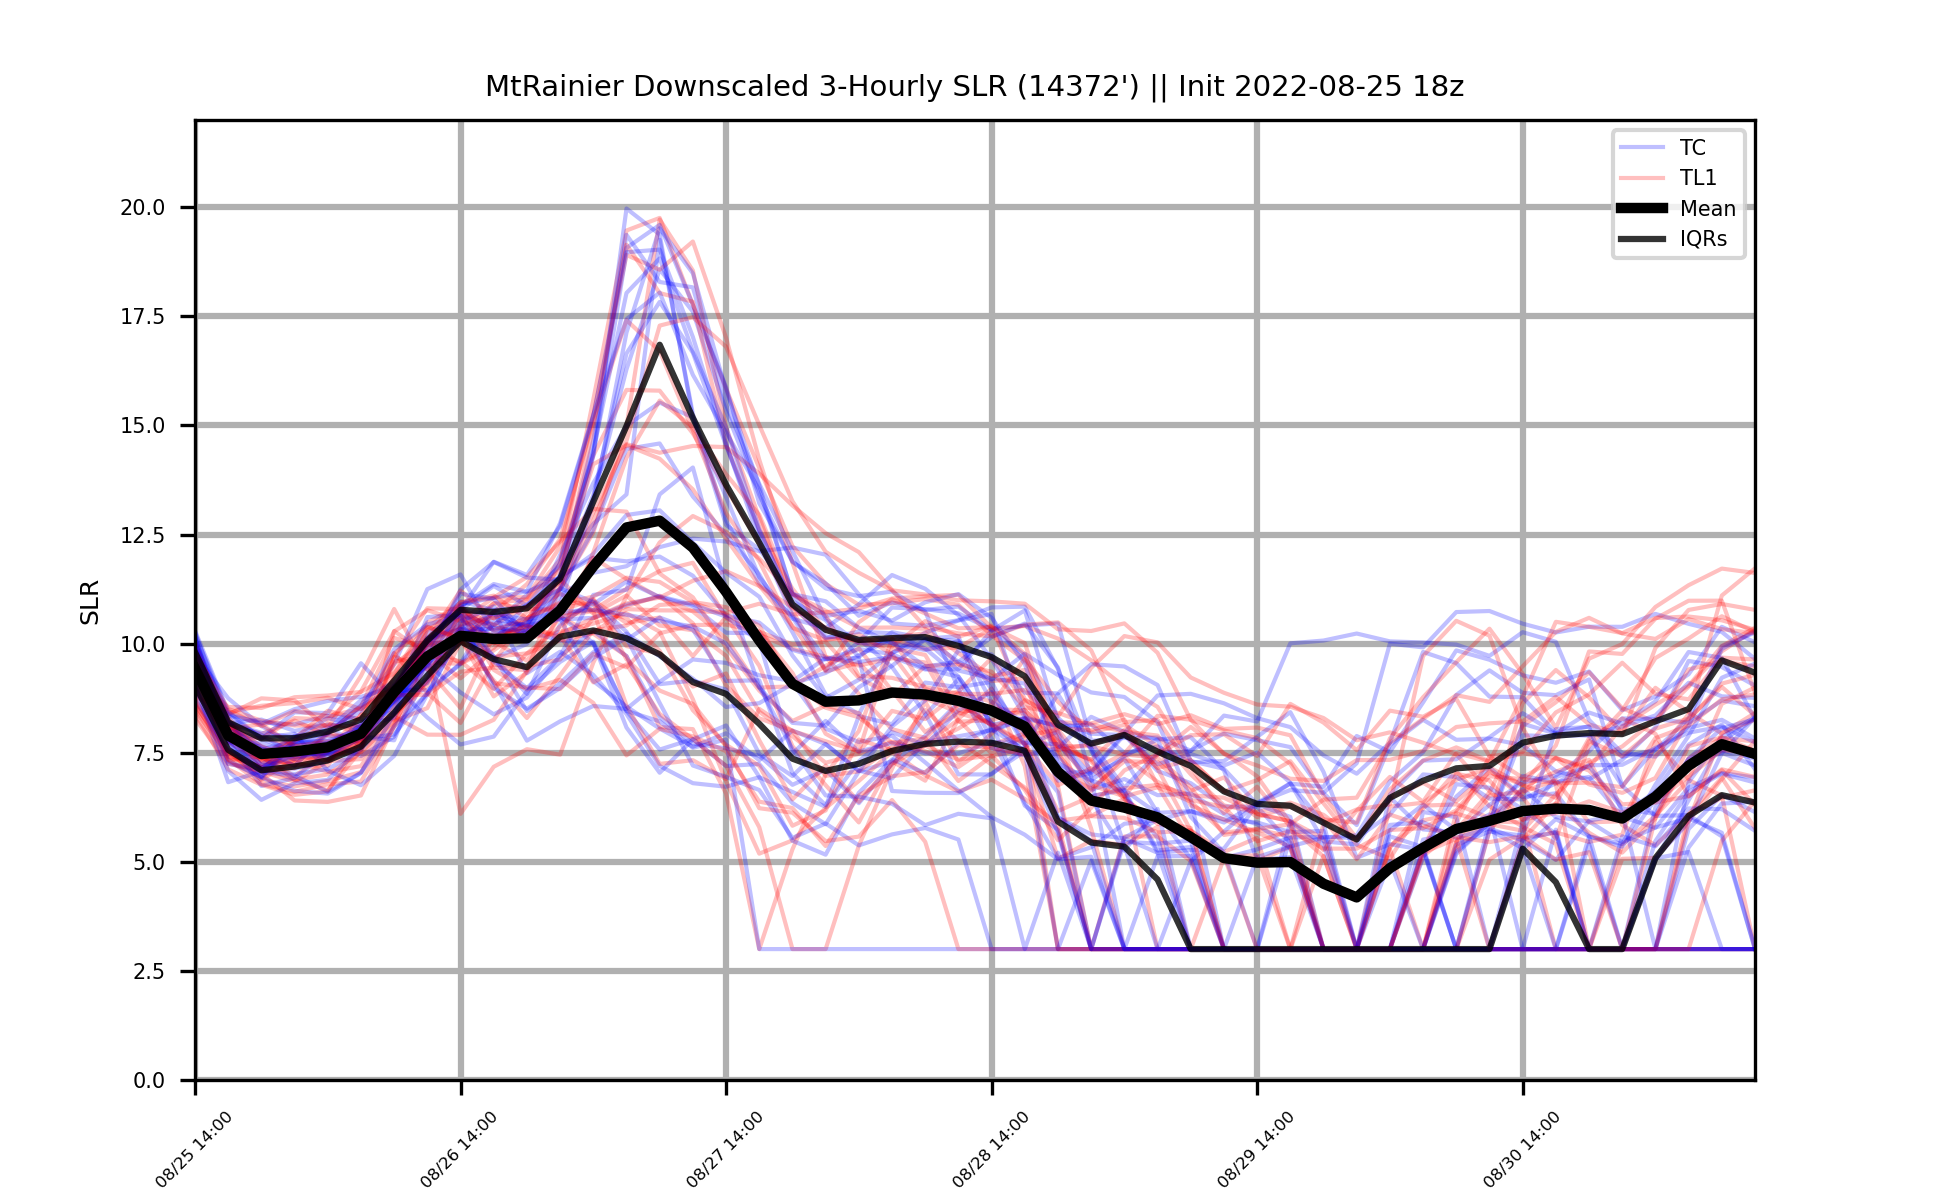 MtRainier Downscaled 3-Hourly SLR (14372') || Init 2022-08-25 18z
TC
TL1
Mean
IQRs
SLR
20.0
17.5
15.0
12.5
10.0
7.5
5.0
2.5
0.0
08/25 14:00
08/26 14:00
08/27 14:00
08/28 14:00
08/29 14:00
08/30 14:00